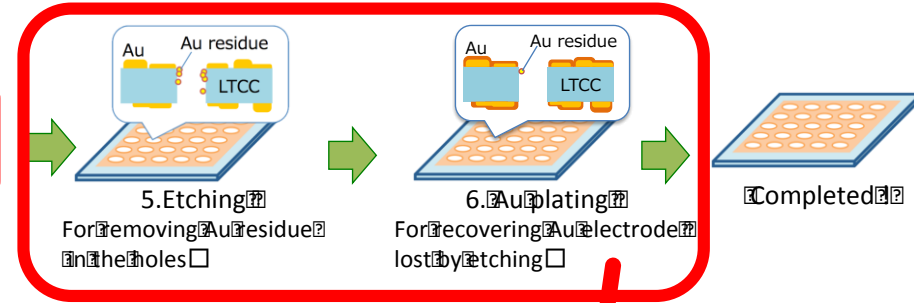 Au
Au residue
LTCC
5.Etching
For removing Au residue
in the holes
Au
Au residue
LTCC
6. Au plating
For recovering Au electrode
lost by etching
Completed !